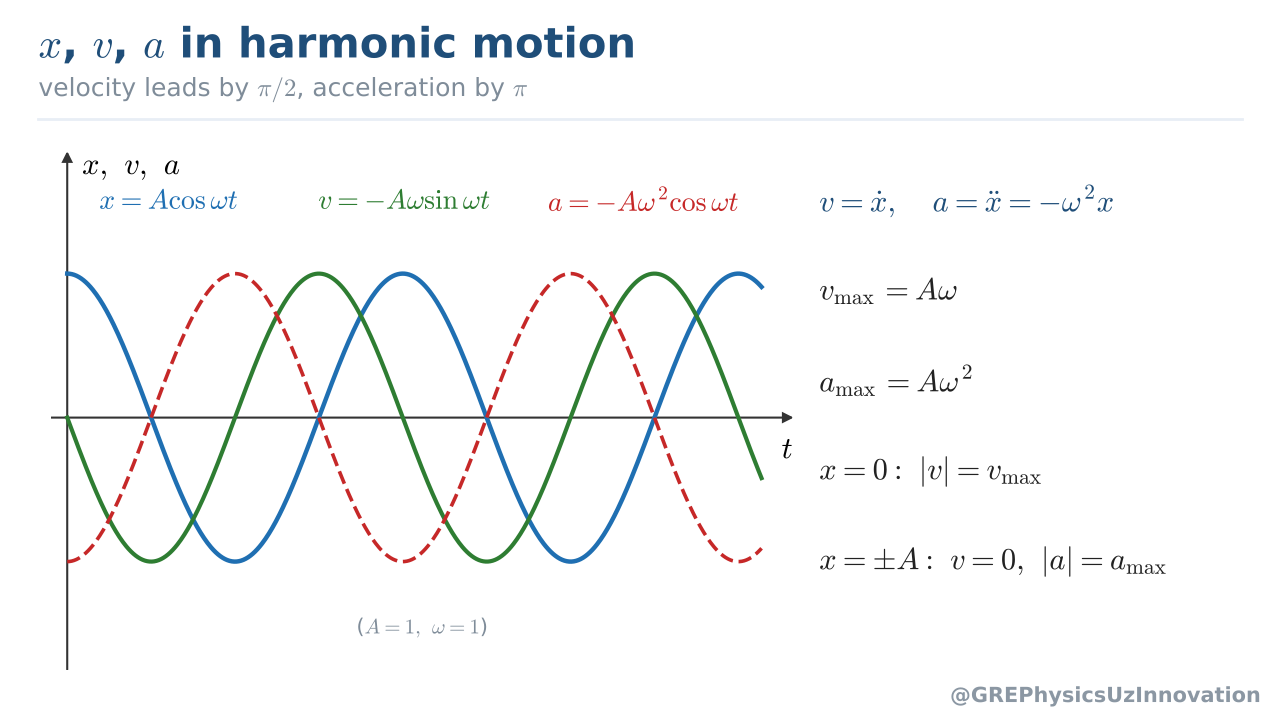 x, v, a in harmonic motion
velocity leads by π/2, acceleration by π
x, v, a
x = A cos ωt
v = −Aω sin ωt
a = −Aω² cos ωt
t
(A = 1, ω = 1)
v = ẋ, a = ẍ = −ω²x
v_max = Aω
a_max = Aω²
x = 0 : |v| = v_max
x = ±A : v = 0, |a| = a_max
@GREPhysicsUzInnovation